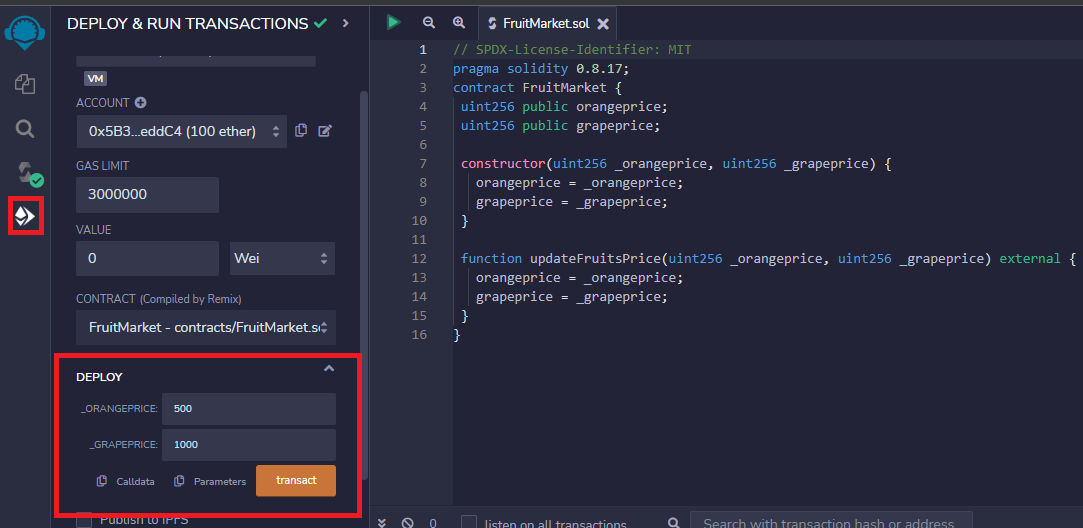 DEPLOY & RUN TRANSACTIONS
VM
ACCOUNT
0x5B3...eddC4 (100 ether)
GAS LIMIT
3000000
VALUE
0
Wei
CONTRACT (Compiled by Remix)
FruitMarket - contracts/FruitMarket.so
DEPLOY
_ORANGEPRICE: 500
_GRAPEPRICE: 1000
Calldata Parameters transact
Publish to IPFS
FruitMarket.sol
1 // SPDX-License-Identifier: MIT
2 pragma solidity 0.8.17;
3 contract FruitMarket {
4 uint256 public orangeprice;
5 uint256 public grapeprice;
6
7 constructor(uint256 _orangeprice, uint256 _grapeprice) {
8 orangeprice = _orangeprice;
9 grapeprice = _grapeprice;
10 }
11
12 function updateFruitsPrice(uint256 _orangeprice, uint256 _grapeprice) external {
13 orangeprice = _orangeprice;
14 grapeprice = _grapeprice;
15 }
16 }
0 listen on all transactions Search with transaction hash or address